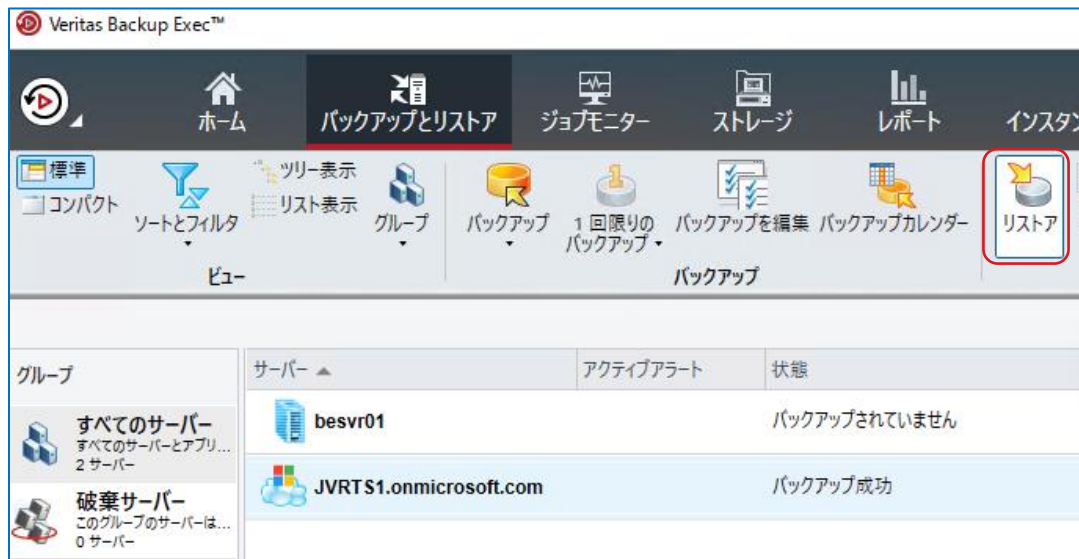 Veritas Backup Exec™
ホーム
バックアップとリストア
ジョブモニター
ストレージ
レポート
インスタン
標準
コンパクト
ソートとフィルタ
ツリー表示
リスト表示
グループ
ビュー
バックアップ
1 回限りの
バックアップ
バックアップを編集
バックアップカレンダー
バックアップ
リストア
グループ
すべてのサーバー
すべてのサーバーとアプリ...
2 サーバー
破棄サーバー
このグループのサーバーは...
0 サーバー
サーバー
アクティブアラート
状態
besvr01
バックアップされていません
JVRTS1.onmicrosoft.com
バックアップ成功